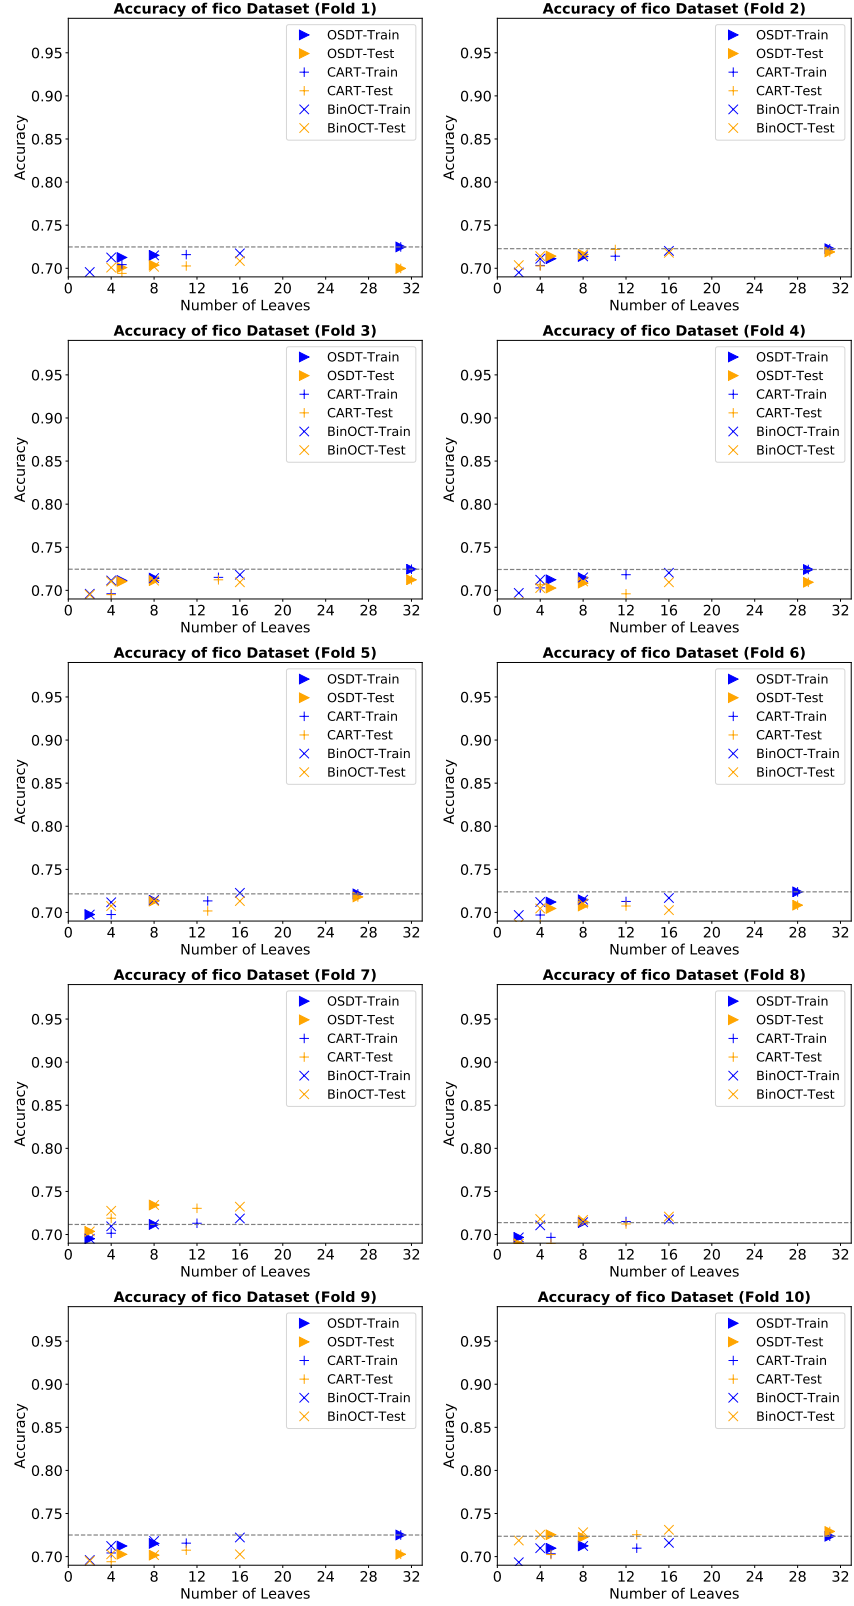 Accuracy of fico Dataset (Fold 1)
Accuracy
0.95
0.90
0.85
0.80
0.75
0.70
OSDT-Train
OSDT-Test
CART-Train
CART-Test
BinOCT-Train
BinOCT-Test
0 4 8 12 16 20 24 28 32
Number of Leaves
Accuracy of fico Dataset (Fold 2)
Accuracy
0.95
0.90
0.85
0.80
0.75
0.70
OSDT-Train
OSDT-Test
CART-Train
CART-Test
BinOCT-Train
BinOCT-Test
0 4 8 12 16 20 24 28 32
Number of Leaves
Accuracy of fico Dataset (Fold 3)
Accuracy
0.95
0.90
0.85
0.80
0.75
0.70
OSDT-Train
OSDT-Test
CART-Train
CART-Test
BinOCT-Train
BinOCT-Test
0 4 8 12 16 20 24 28 32
Number of Leaves
Accuracy of fico Dataset (Fold 4)
Accuracy
0.95
0.90
0.85
0.80
0.75
0.70
OSDT-Train
OSDT-Test
CART-Train
CART-Test
BinOCT-Train
BinOCT-Test
0 4 8 12 16 20 24 28 32
Number of Leaves
Accuracy of fico Dataset (Fold 5)
Accuracy
0.95
0.90
0.85
0.80
0.75
0.70
OSDT-Train
OSDT-Test
CART-Train
CART-Test
BinOCT-Train
BinOCT-Test
0 4 8 12 16 20 24 28 32
Number of Leaves
Accuracy of fico Dataset (Fold 6)
Accuracy
0.95
0.90
0.85
0.80
0.75
0.70
OSDT-Train
OSDT-Test
CART-Train
CART-Test
BinOCT-Train
BinOCT-Test
0 4 8 12 16 20 24 28 32
Number of Leaves
Accuracy of fico Dataset (Fold 7)
Accuracy
0.95
0.90
0.85
0.80
0.75
0.70
OSDT-Train
OSDT-Test
CART-Train
CART-Test
BinOCT-Train
BinOCT-Test
0 4 8 12 16 20 24 28 32
Number of Leaves
Accuracy of fico Dataset (Fold 8)
Accuracy
0.95
0.90
0.85
0.80
0.75
0.70
OSDT-Train
OSDT-Test
CART-Train
CART-Test
BinOCT-Train
BinOCT-Test
0 4 8 12 16 20 24 28 32
Number of Leaves
Accuracy of fico Dataset (Fold 9)
Accuracy
0.95
0.90
0.85
0.80
0.75
0.70
OSDT-Train
OSDT-Test
CART-Train
CART-Test
BinOCT-Train
BinOCT-Test
0 4 8 12 16 20 24 28 32
Number of Leaves
Accuracy of fico Dataset (Fold 10)
Accuracy
0.95
0.90
0.85
0.80
0.75
0.70
OSDT-Train
OSDT-Test
CART-Train
CART-Test
BinOCT-Train
BinOCT-Test
0 4 8 12 16 20 24 28 32
Number of Leaves